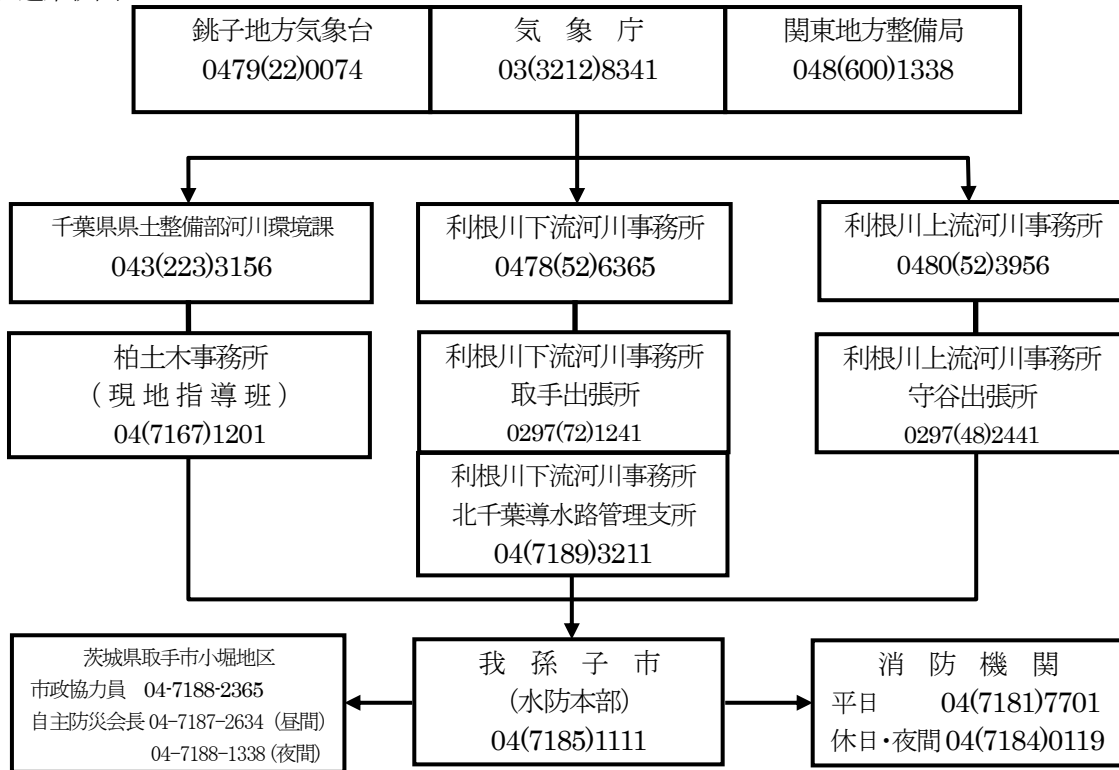 銚子地方気象台
0479(22)0074
気 象 庁
03(3212)8341
関東地方整備局
048(600)1338
千葉県県土整備部河川環境課
043(223)3156
利根川下流河川事務所
0478(52)6365
利根川上流河川事務所
0480(52)3956
柏土木事務所
( 現 地 指 導 班 )
04(7167)1201
利根川下流河川事務所
取手出張所
0297(72)1241
利根川上流河川事務所
守谷出張所
0297(48)2441
利根川下流河川事務所
北千葉導水路管理支所
04(7189)3211
茨城県取手市小堀地区
市政協力員 04-7188-2365
自主防災会長 04-7187-2634 (昼間)
04-7188-1338 (夜間)
我 孫 子 市
(水防本部)
04(7185)1111
消 防 機 関
平日 04(7181)7701
休日・夜間 04(7184)0119